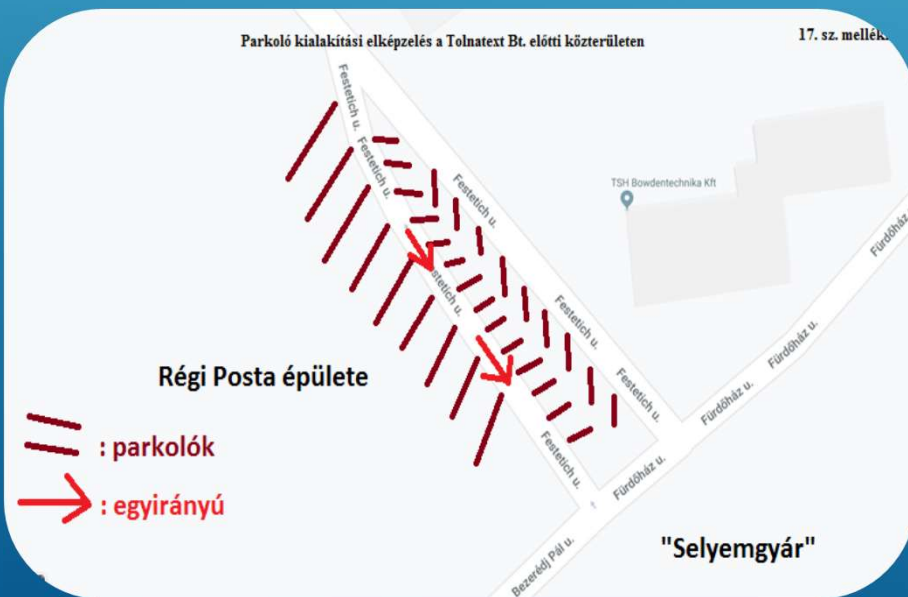 Parkoló kialakítási elképzelés a Tolnatext Bt. előtti közterületen
17. sz. mellék.
Festetich u.
Festetich u.
Festetich u.
TSH Bowdentechnika Kft
Fürdőház
stetich u.
Festetich u.
Fürdőház u.
Régi Posta épülete
Festetich u.
Fürdőház u.
: parkolók
Festetich u.
Fürdőház u.
: egyirányú
"Selyemgyár"
Bezerédj Pál u.